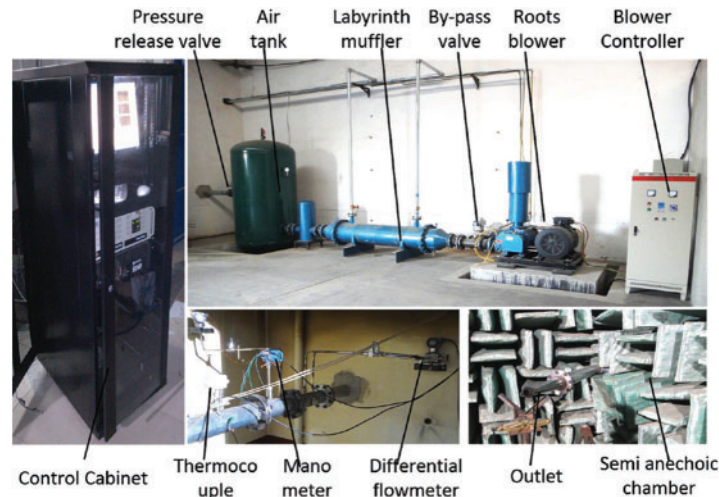 Pressure release valve
Air tank
Labyrinth muffler
By-pass valve
Roots blower
Blower Controller
Control Cabinet
Thermoco uple
Mano meter
Differential flowmeter
Outlet
Semi anechoic chamber